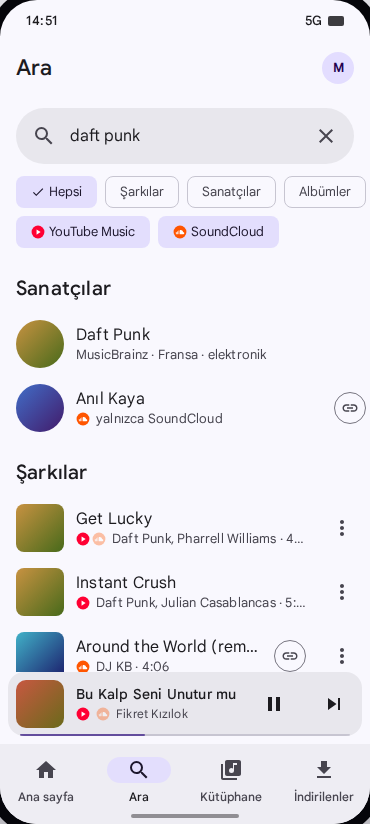 14:51
5G
Ara
M
daft punk
Hepsi
Şarkılar
Sanatçılar
Albümler
YouTube Music
SoundCloud
Sanatçılar
Daft Punk
MusicBrainz · Fransa · elektronik
Anıl Kaya
yalnızca SoundCloud
Şarkılar
Get Lucky
Daft Punk, Pharrell Williams · 4...
Instant Crush
Daft Punk, Julian Casablancas · 5:...
Around the World (rem...
DJ KB · 4:06
Bu Kalp Seni Unutur mu
Fikret Kızılok
Ana sayfa
Ara
Kütüphane
İndirilenler